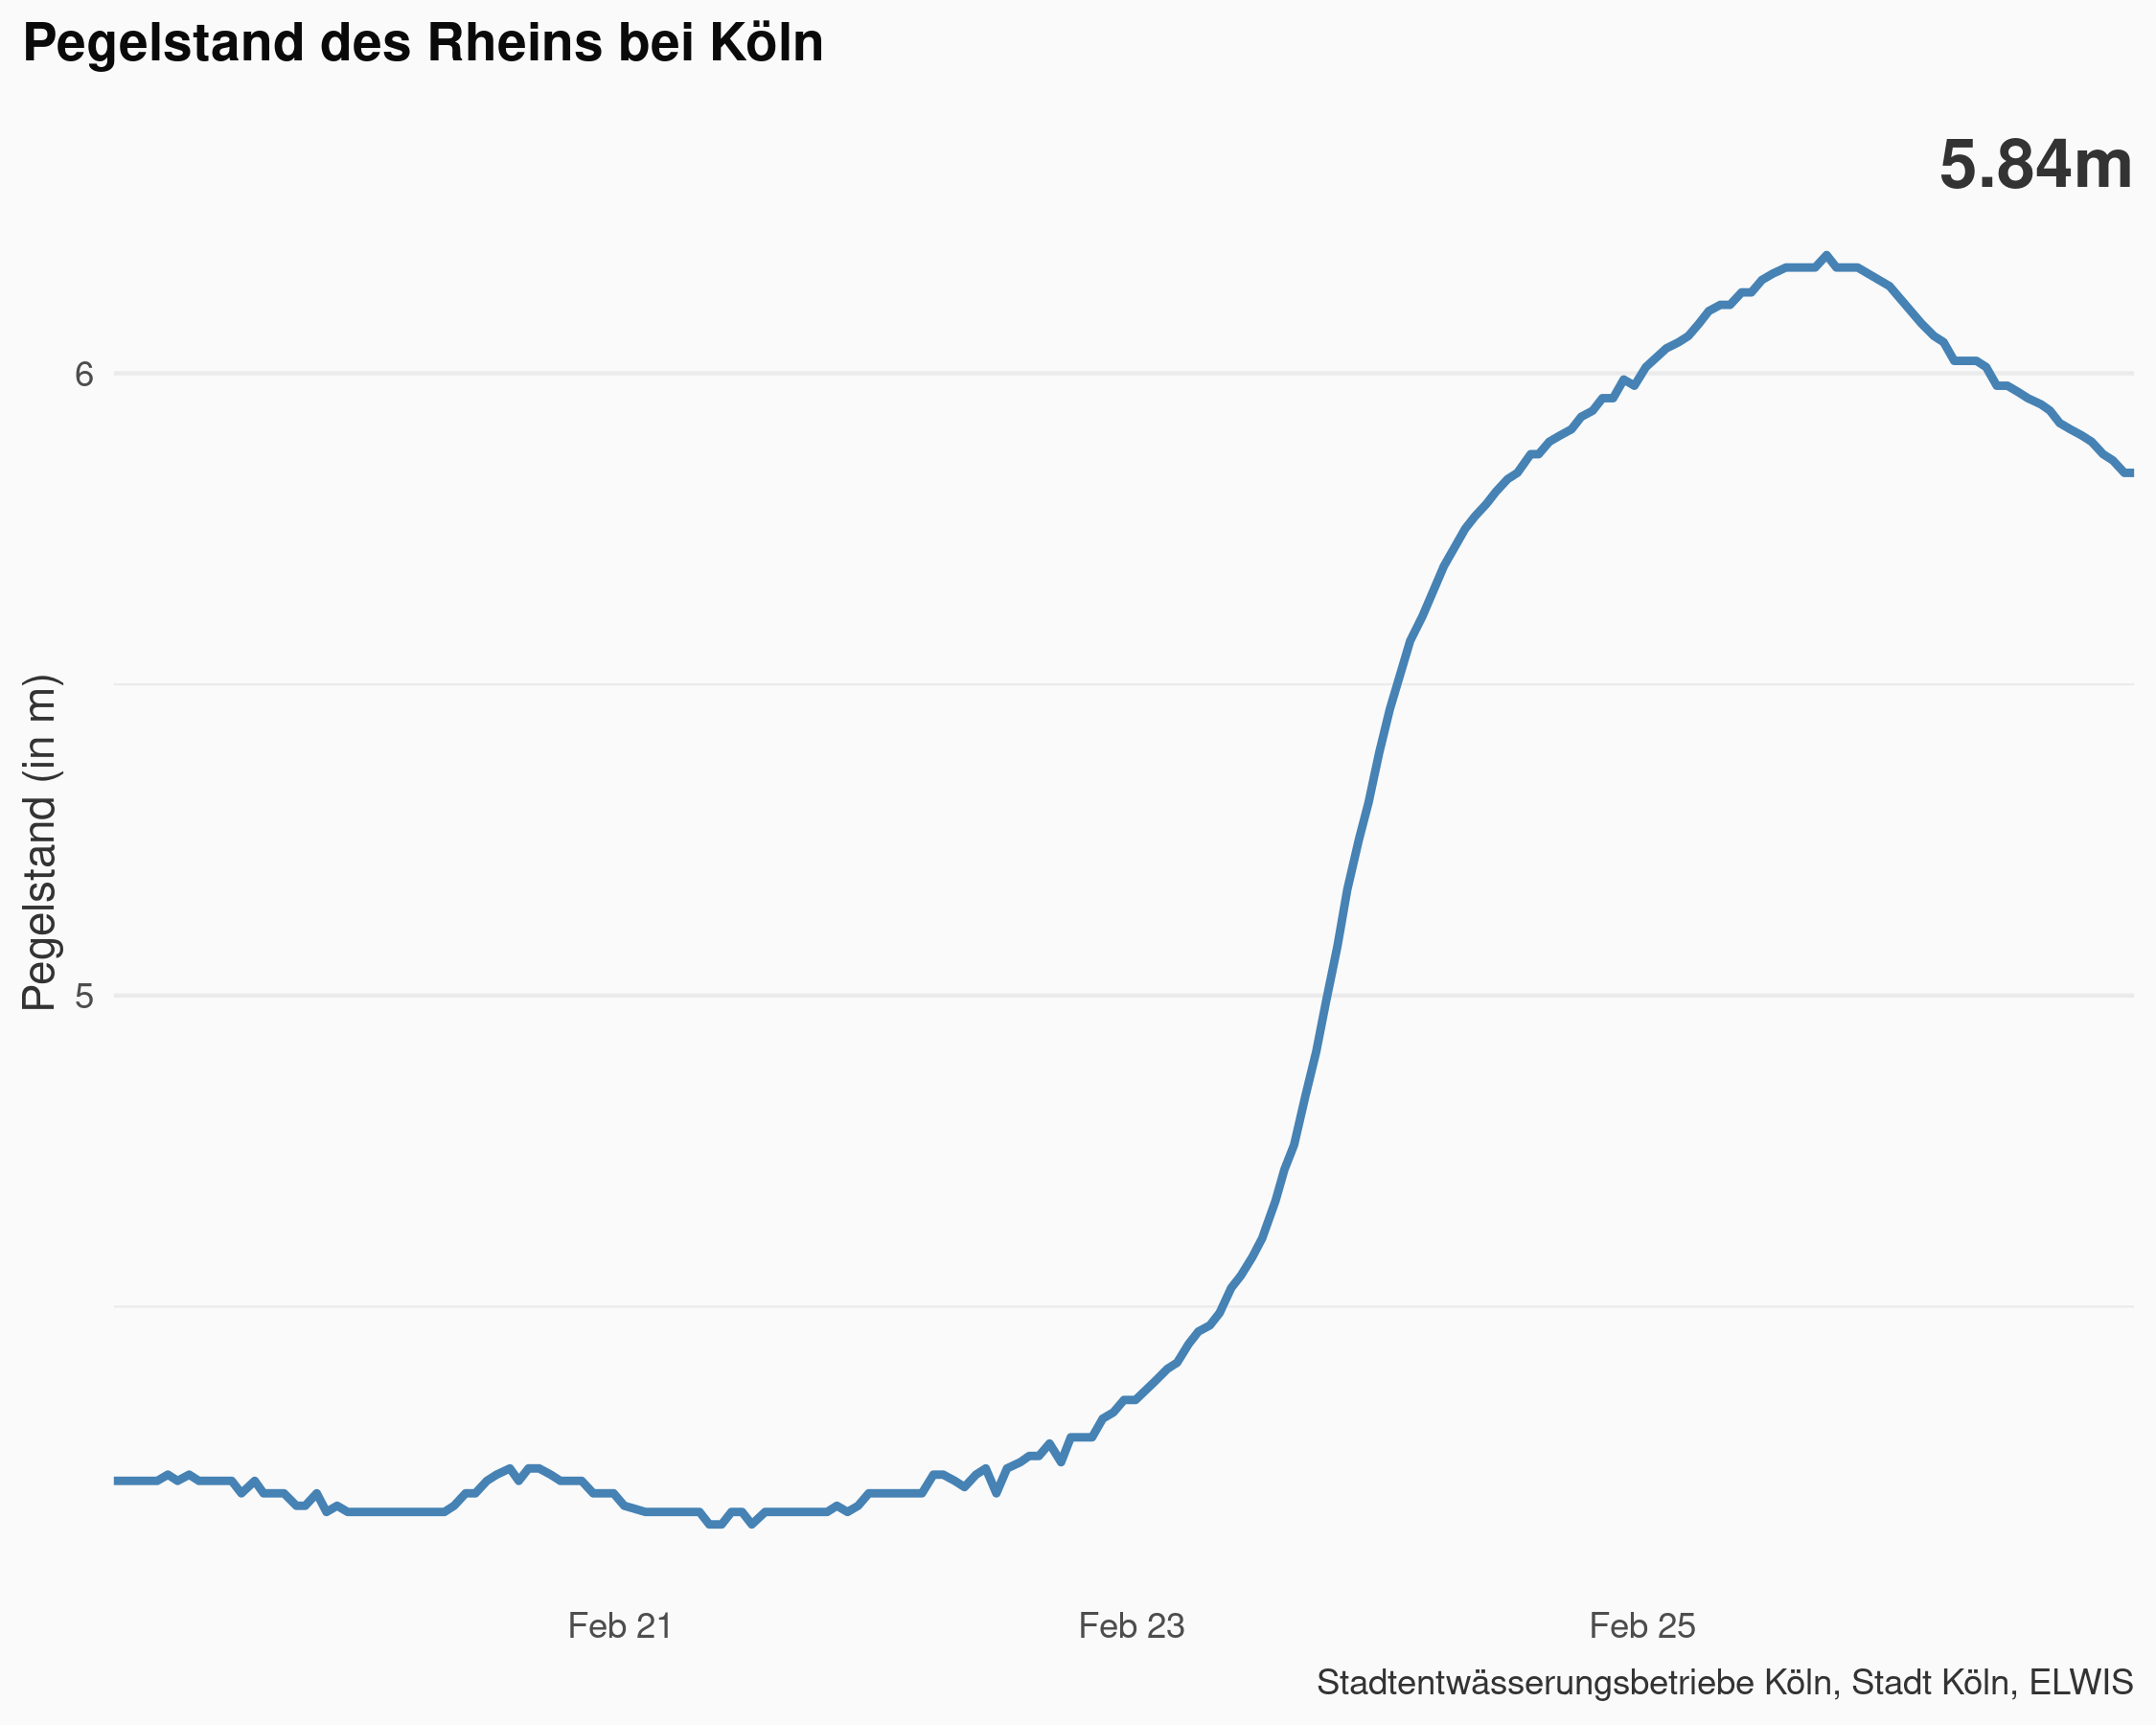 Pegelstand des Rheins bei Köln
5.84m
Pegelstand (in m)
6
5
Feb 21
Feb 23
Feb 25
Stadtentwässerungsbetriebe Köln, Stadt Köln, ELWIS